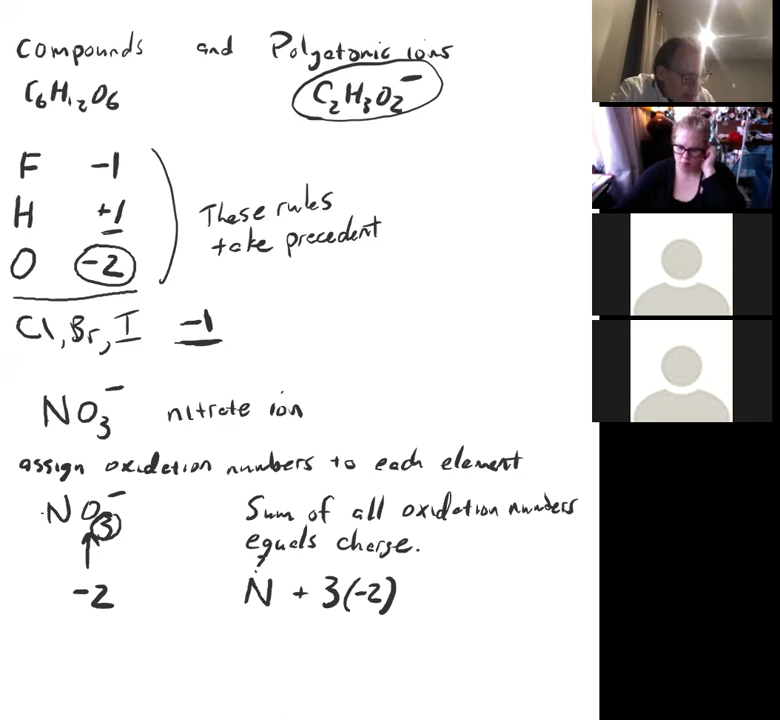 Compounds and Polyatomic ions
C6H12O6 C2H3O2-
F -1
H +1
O -2
These rules
take precedent
Cl, Br, I -1
NO3- nitrate ion
assign oxidation numbers to each element
NO3-
-2
Sum of all oxidation numbers
equals charge.
N + 3(-2)